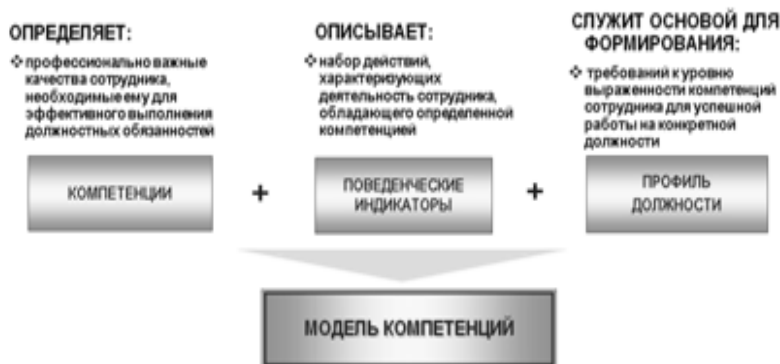 ОПРЕДЕЛЯЕТ:
❖ профессионально важные
качества сотрудника,
необходимые ему для
эффективного выполнения
должностных обязанностей
КОМПЕТЕНЦИИ
+
ОПИСЫВАЕТ:
❖ набор действий,
характеризующих
деятельность сотрудника,
обладающего определенной
компетенцией
ПОВЕДЕНЧЕСКИЕ
ИНДИКАТОРЫ
+
СЛУЖИТ ОСНОВОЙ ДЛЯ
ФОРМИРОВАНИЯ:
❖ требований к уровню
выраженности компетенций
сотрудника для успешной
работы на конкретной
должности
ПРОФИЛЬ
ДОЛЖНОСТИ
МОДЕЛЬ КОМПЕТЕНЦИЙ